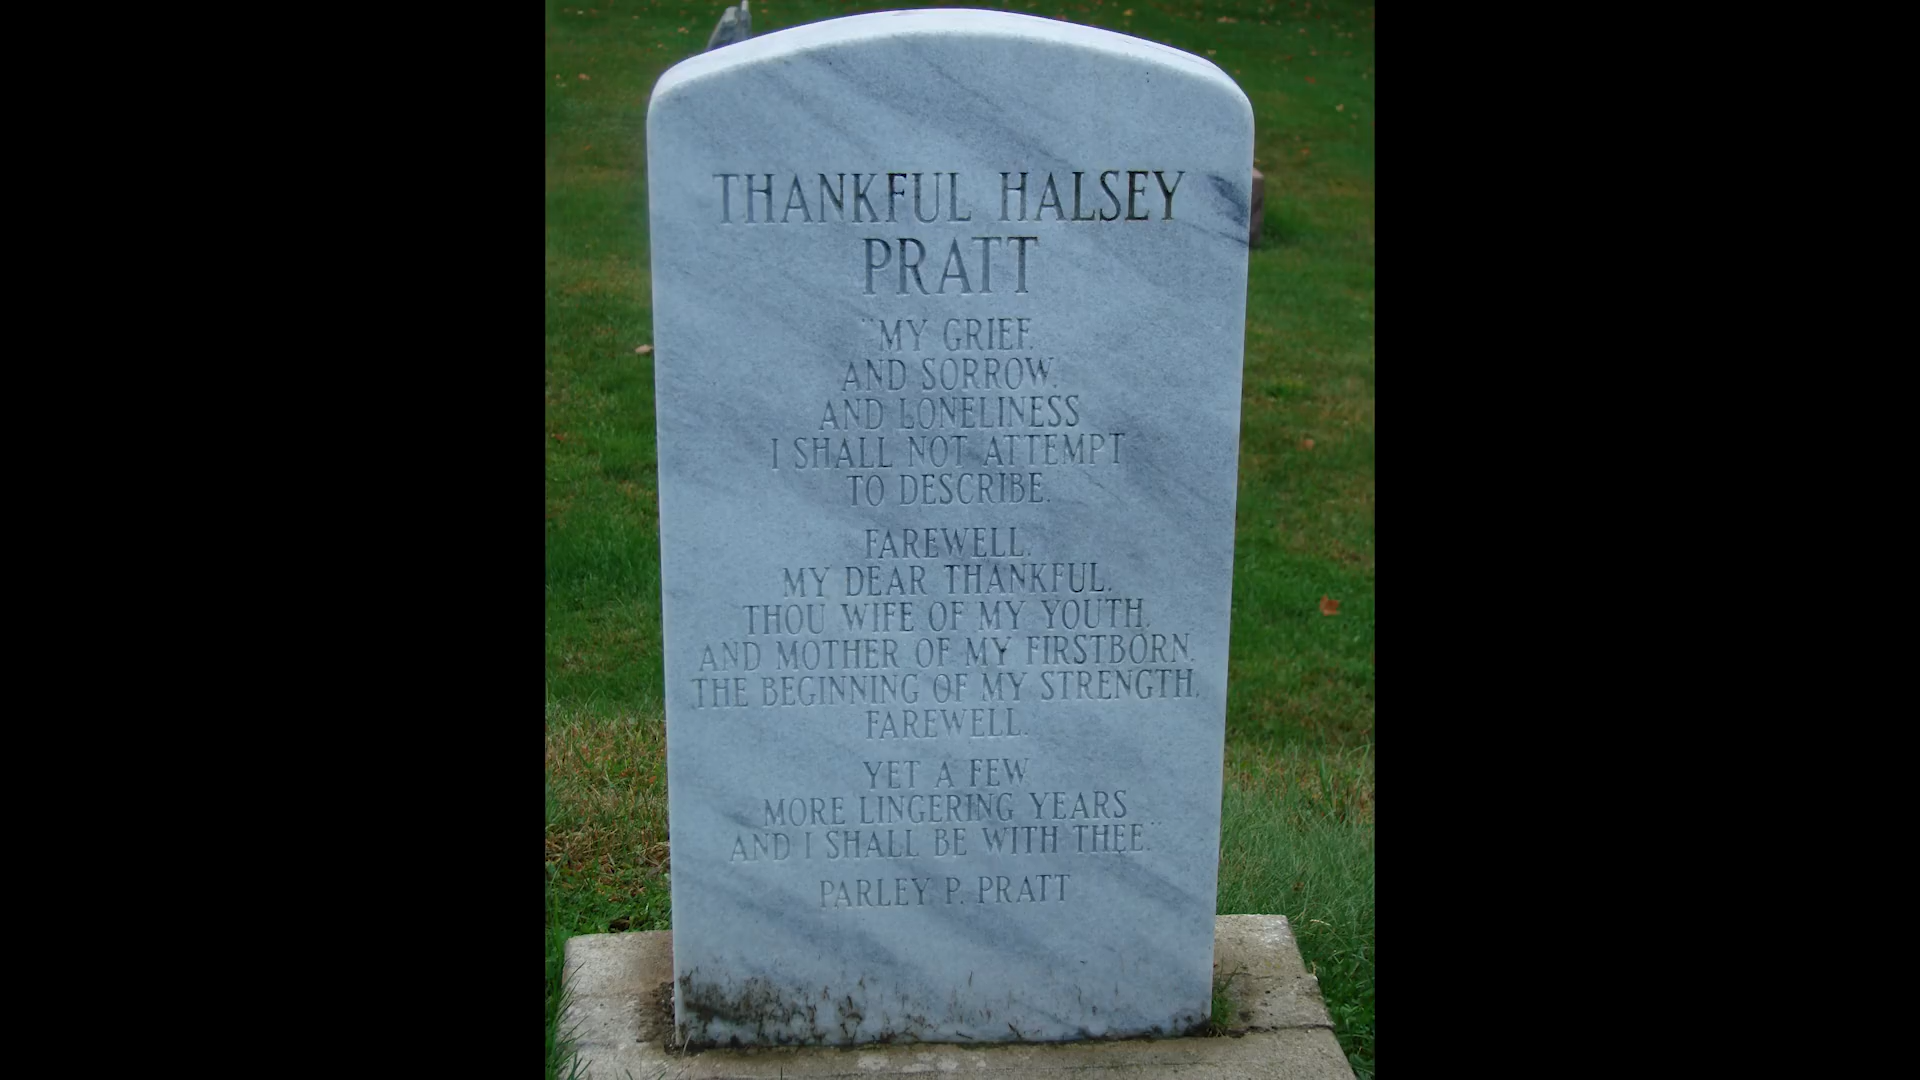 THANKFUL HALSEY
PRATT
"MY GRIEF,
AND SORROW,
AND LONELINESS
I SHALL NOT ATTEMPT
TO DESCRIBE.
FAREWELL,
MY DEAR THANKFUL,
THOU WIFE OF MY YOUTH,
AND MOTHER OF MY FIRSTBORN,
THE BEGINNING OF MY STRENGTH,
FAREWELL.
YET A FEW
MORE LINGERING YEARS
AND I SHALL BE WITH THEE."
PARLEY P. PRATT